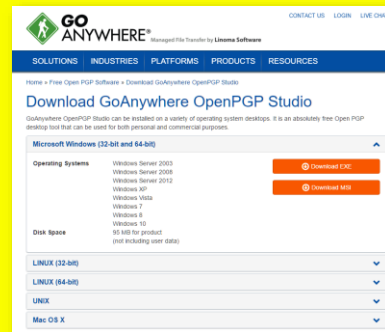 CONTACT US LOGIN LIVE CHA
GO
ANYWHERE®
Managed File Transfer by Linoma Software
SOLUTIONS INDUSTRIES PLATFORMS PRODUCTS RESOURCES
Home » Free Open PGP Software » Download GoAnywhere OpenPGP Studio
Download GoAnywhere OpenPGP Studio
GoAnywhere OpenPGP Studio can be installed on a variety of operating system desktops. It is an absolutely free Open PGP
desktop tool that can be used for both personal and commercial purposes.
Microsoft Windows (32-bit and 64-bit)
Operating Systems Windows Server 2003
Windows Server 2008
Windows Server 2012
Windows XP
Windows Vista
Windows 7
Windows 8
Windows 10
Download EXE
Download MSI
Disk Space 95 MB for product
(not including user data)
LINUX (32-bit)
LINUX (64-bit)
UNIX
Mac OS X